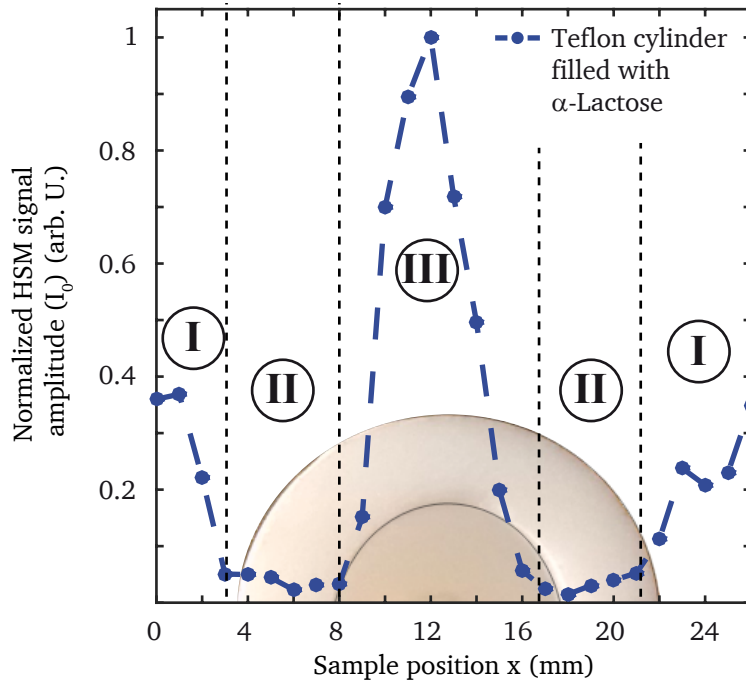 Normalized HSM signal
amplitude (I₀) (arb. U.)
1
0.8
0.6
0.4
0.2
Teflon cylinder
filled with
α-Lactose
I
II
III
II
I
0 4 8 12 16 20 24
Sample position x (mm)